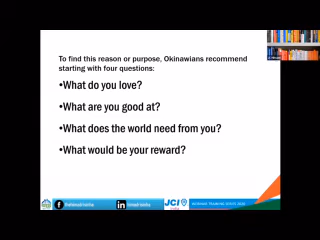 To find this reason or purpose, Okinawians recommend
starting with four questions:
•What do you love?
•What are you good at?
•What does the world need from you?
•What would be your reward?
JCI